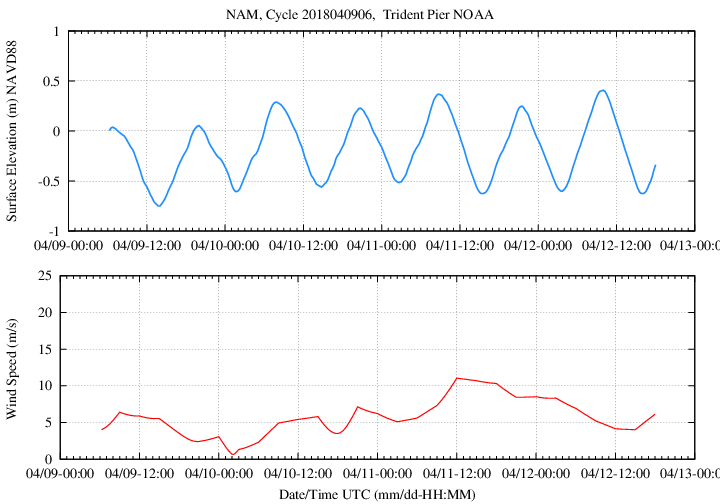 NAM, Cycle 2018040906,  Trident Pier NOAA
Surface Elevation (m) NAVD88
1
0.5
0
-0.5
-1
04/09-00:00 04/09-12:00 04/10-00:00 04/10-12:00 04/11-00:00 04/11-12:00 04/12-00:00 04/12-12:00 04/13-00:00
Wind Speed (m/s)
25
20
15
10
5
0
04/09-00:00 04/09-12:00 04/10-00:00 04/10-12:00 04/11-00:00 04/11-12:00 04/12-00:00 04/12-12:00 04/13-00:00
Date/Time UTC (mm/dd-HH:MM)